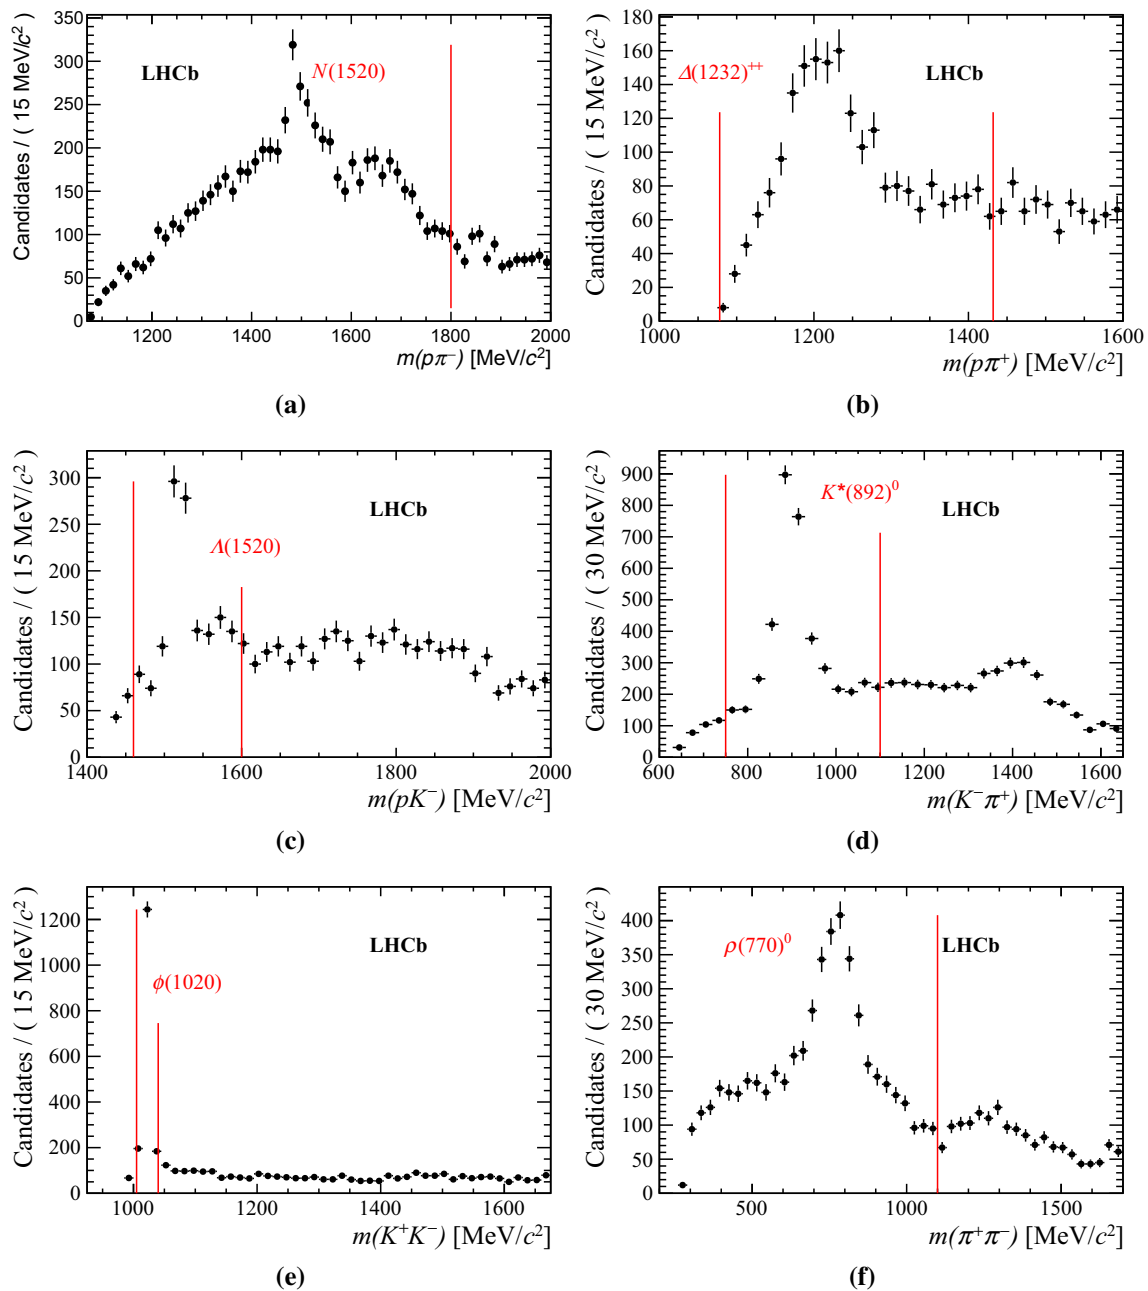 Candidates / ( 15 MeV/c²)
350
300
250
200
150
100
50
0
LHCb
N(1520)
1200 1400 1600 1800 2000
m(pπ⁻) [MeV/c²]
(a)
Candidates / ( 15 MeV/c²)
180
160
140
120
100
80
60
40
20
0
Δ(1232)⁺⁺
LHCb
1000 1200 1400 1600
m(pπ⁺) [MeV/c²]
(b)
Candidates / ( 15 MeV/c²)
300
250
200
150
100
50
0
LHCb
Λ(1520)
1400 1600 1800 2000
m(pK⁻) [MeV/c²]
(c)
Candidates / ( 30 MeV/c²)
900
800
700
600
500
400
300
200
100
0
K*(892)⁰
LHCb
600 800 1000 1200 1400 1600
m(K⁻π⁺) [MeV/c²]
(d)
Candidates / ( 15 MeV/c²)
1200
1000
800
600
400
200
0
LHCb
ϕ(1020)
1000 1200 1400 1600
m(K⁺K⁻) [MeV/c²]
(e)
Candidates / ( 30 MeV/c²)
400
350
300
250
200
150
100
50
0
ρ(770)⁰
LHCb
500 1000 1500
m(π⁺π⁻) [MeV/c²]
(f)